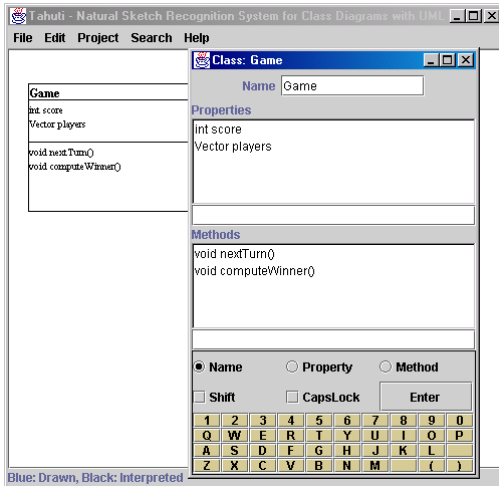 Tahuti - Natural Sketch Recognition System for Class Diagrams with UML
File Edit Project Search Help
Game
int score
Vector players
void nextTurn()
void computeWinner()
Class: Game
Name Game
Properties
int score
Vector players
Methods
void nextTurn()
void computeWinner()
Name Property Method
Shift CapsLock Enter
1 2 3 4 5 6 7 8 9 0
Q W E R T Y U I O P
A S D F G H J K L
Z X C V B N M ( )
Blue: Drawn, Black: Interpreted